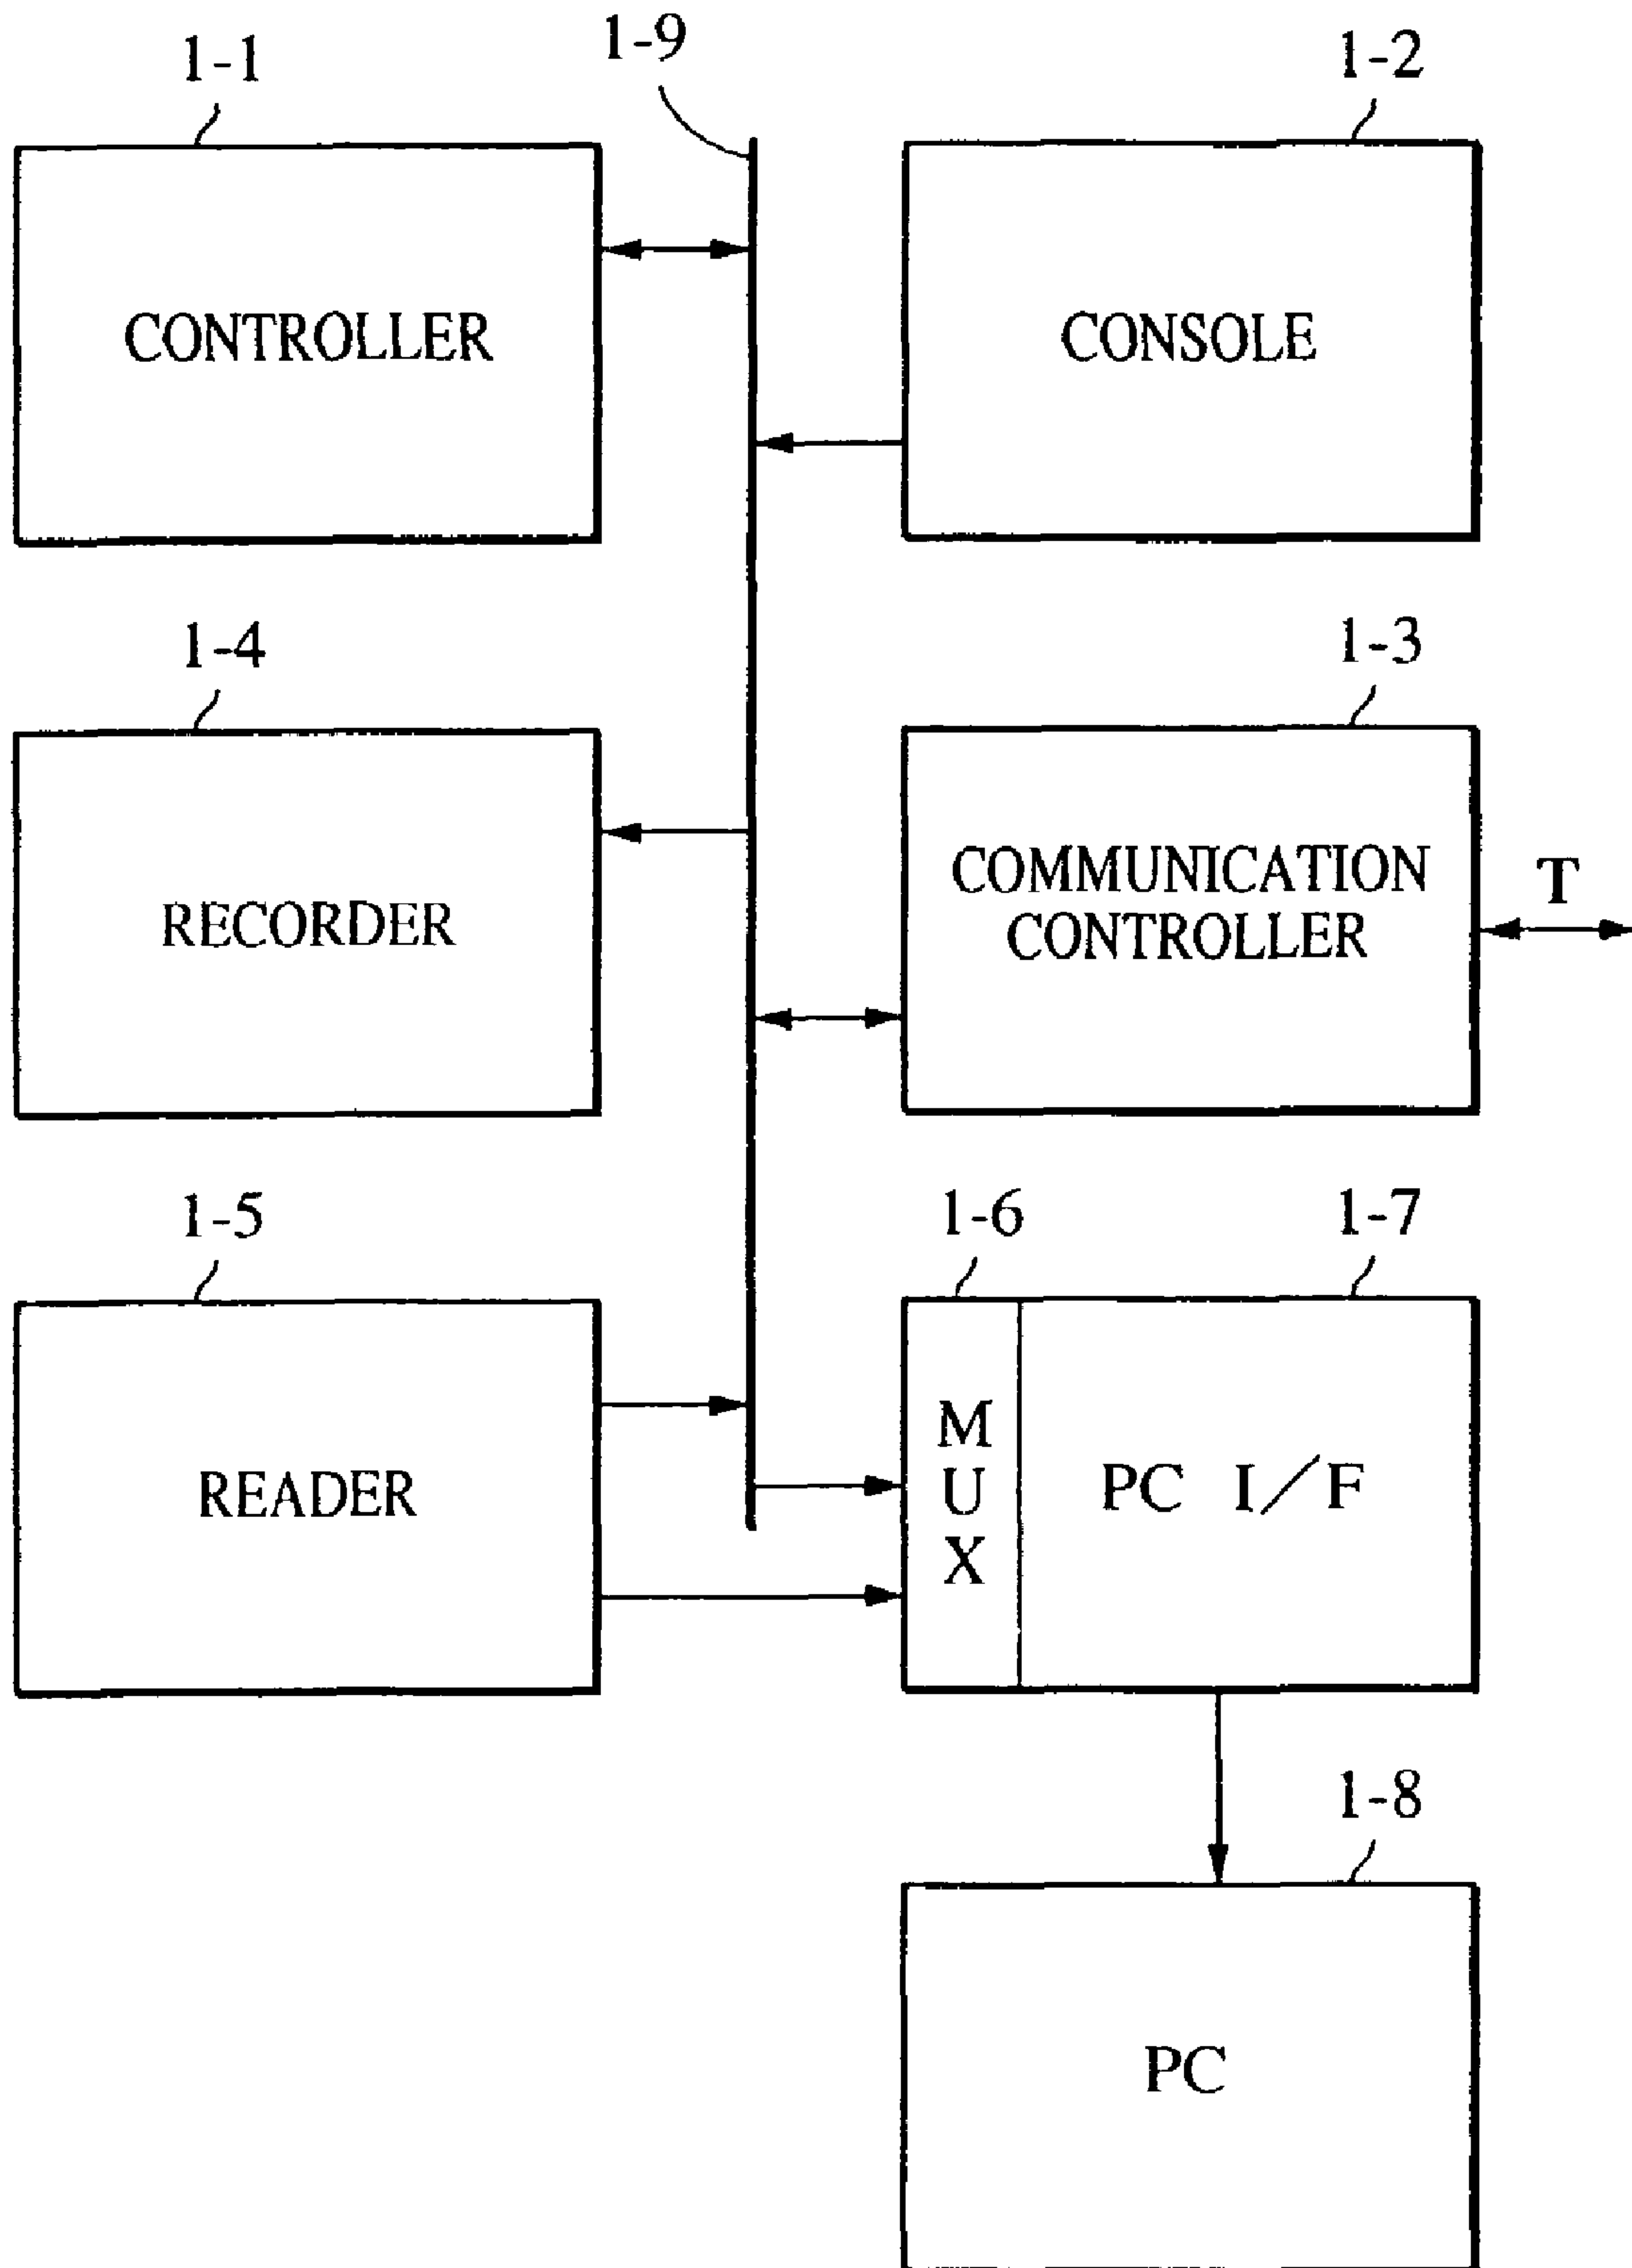 1-1
1-9
1-2
CONTROLLER
CONSOLE
1-4
1-3
RECORDER
COMMUNICATION
CONTROLLER
T
1-5
1-6
1-7
READER
MUX
PC I/F
1-8
PC